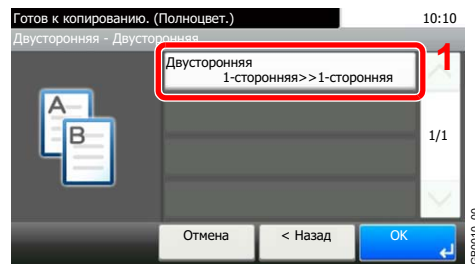 Готов к копированию. (Полноцвет.)
10:10
Двусторонняя - Двусторонняя
1
Двусторонняя
1-сторонняя>>1-сторонняя
A
B
1/1
Отмена
< Назад
OK